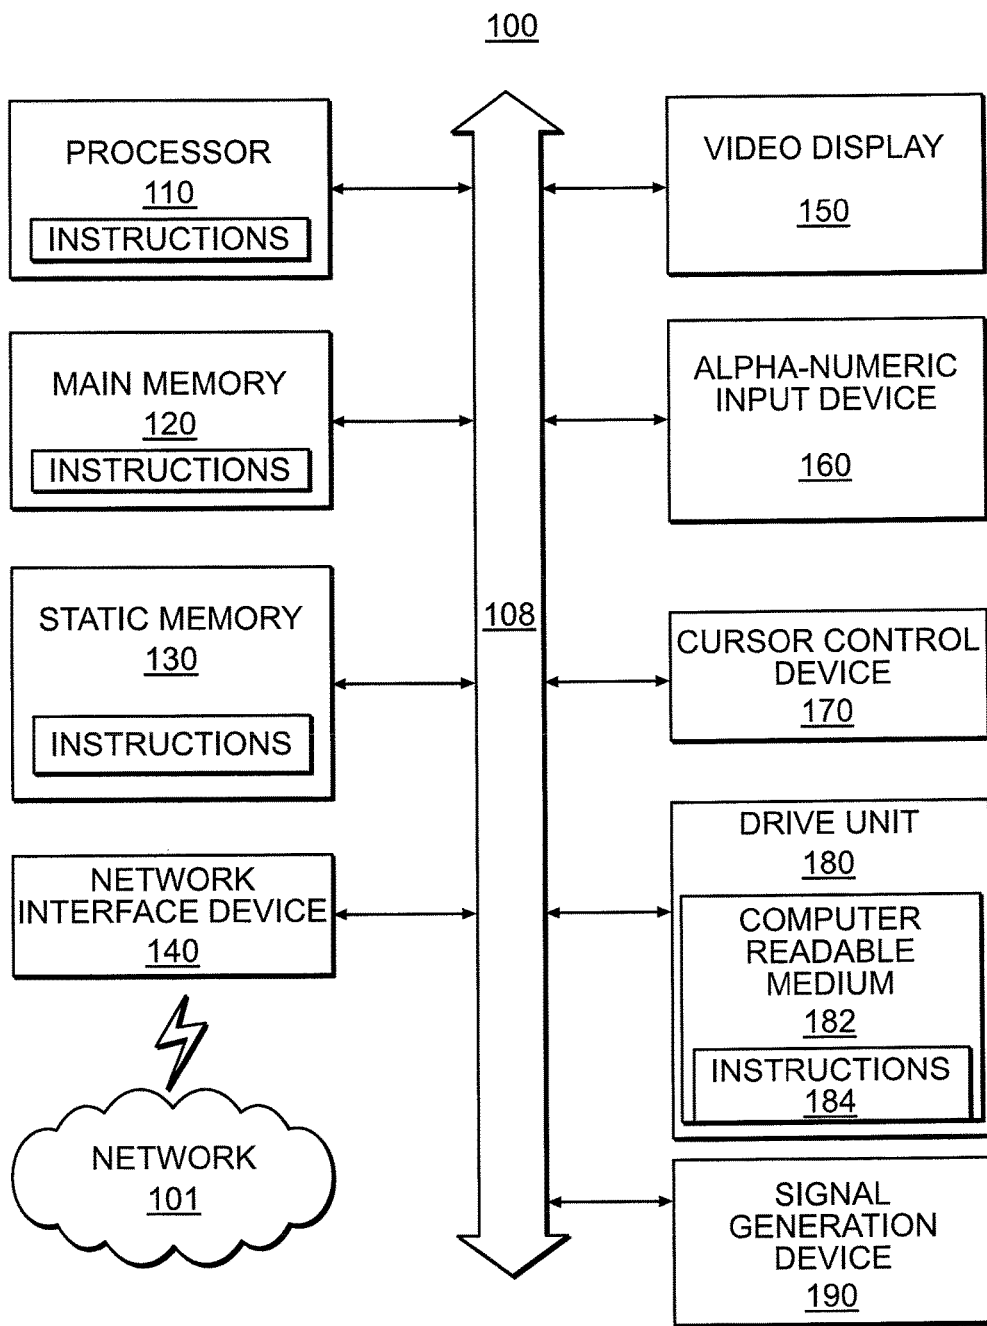 100
PROCESSOR
110
INSTRUCTIONS
MAIN MEMORY
120
INSTRUCTIONS
STATIC MEMORY
130
INSTRUCTIONS
NETWORK
INTERFACE DEVICE
140
NETWORK
101
108
VIDEO DISPLAY
150
ALPHA-NUMERIC
INPUT DEVICE
160
CURSOR CONTROL
DEVICE
170
DRIVE UNIT
180
COMPUTER
READABLE
MEDIUM
182
INSTRUCTIONS
184
SIGNAL
GENERATION
DEVICE
190